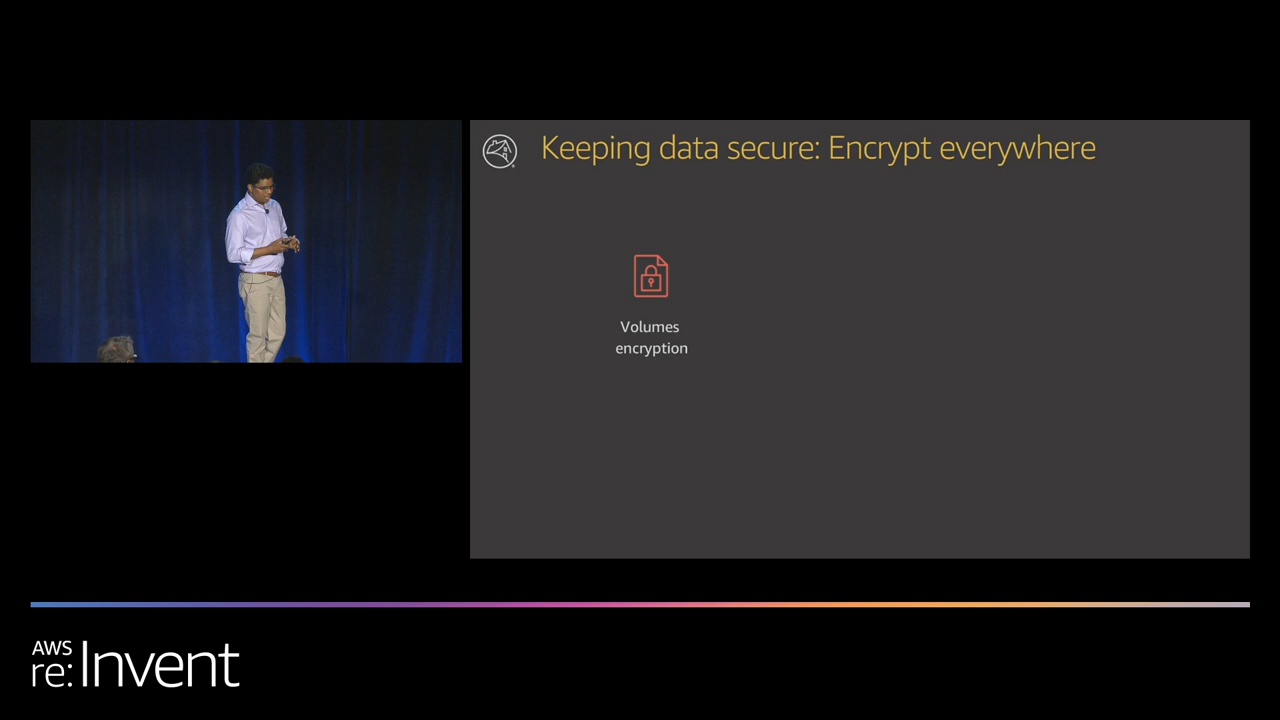 Keeping data secure: Encrypt everywhere
Volumes
encryption
AWS
re:Invent